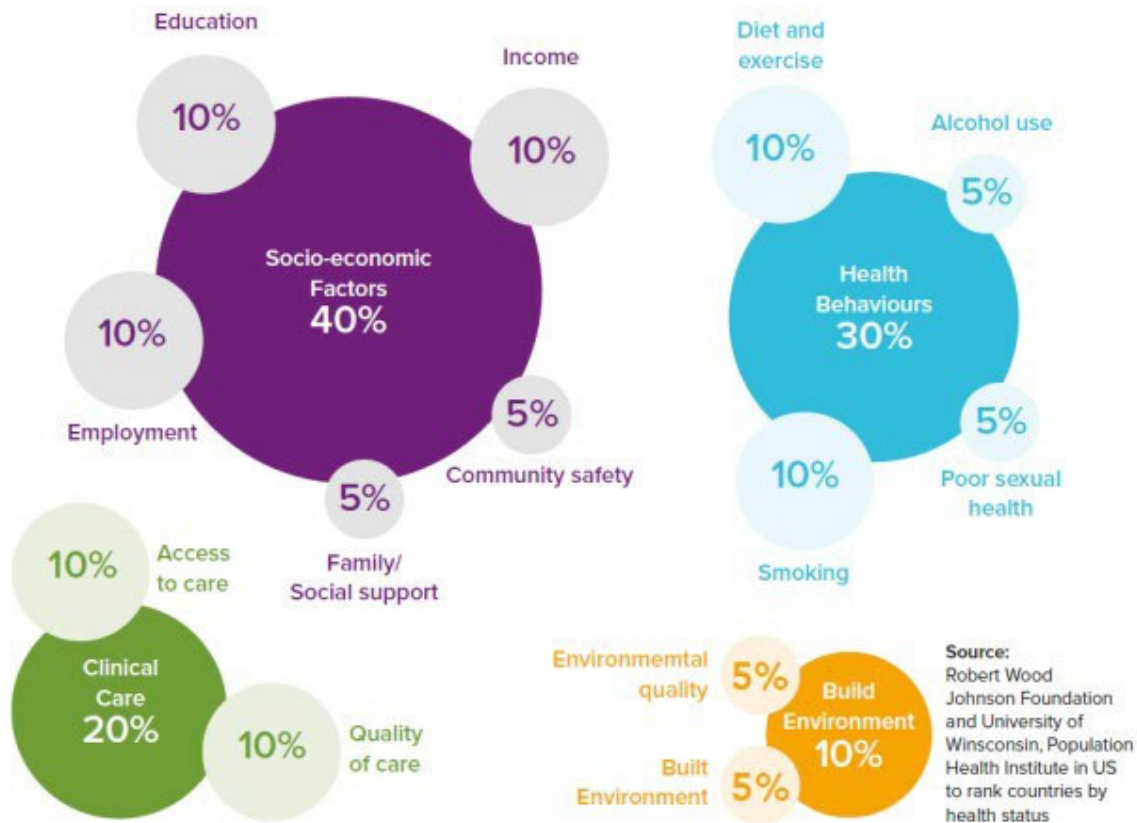 Education
10%
Income
10%
Socio-economic
Factors
40%
10%
Employment
5%
Community safety
5%
Family/
Social support
Diet and
exercise
10%
Alcohol use
5%
Health
Behaviours
30%
5%
Poor sexual
health
10%
Smoking
10%
Access
to care
Clinical
Care
20%
10%
Quality
of care
Environmemtal
quality
5%
Build
Environment
10%
Built
Environment
5%
Source:
Robert Wood
Johnson Foundation
and University of
Winsconsin, Population
Health Institute in US
to rank countries by
health status